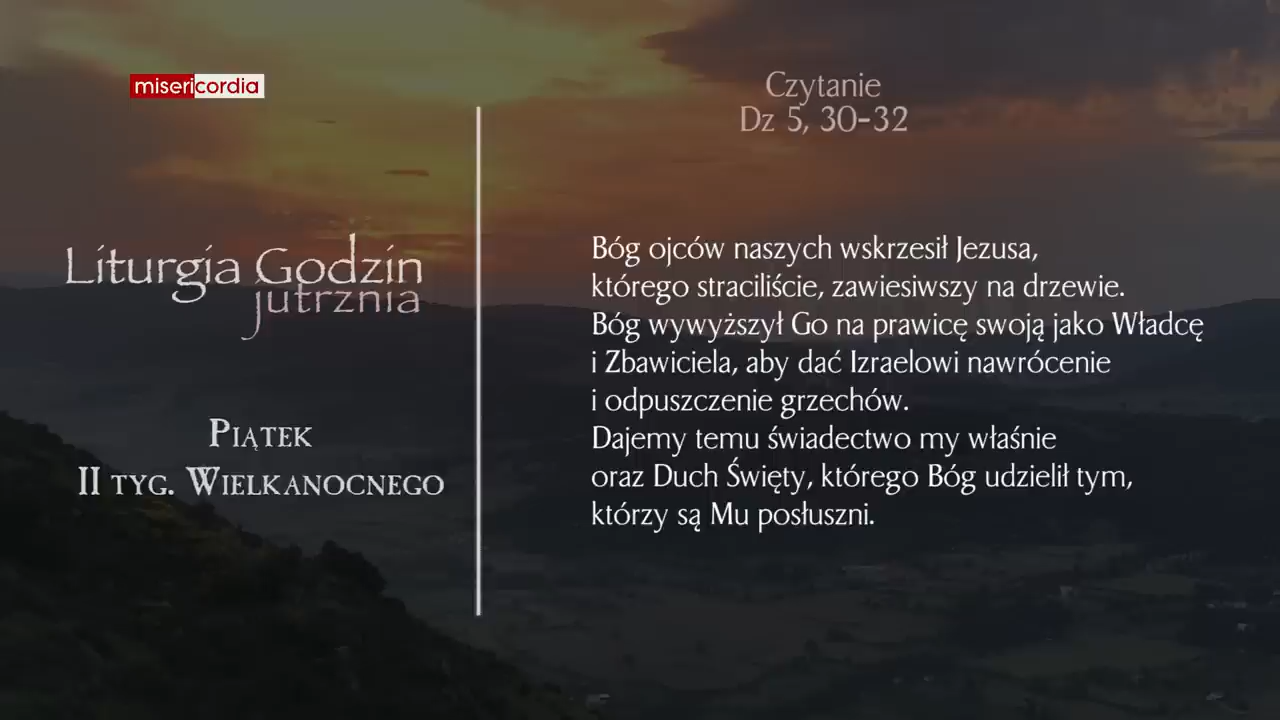 misericordia
Liturgia Godzin
jutrznia
Piątek
II tyg. Wielkanocnego
Czytanie
Dz 5, 30-32
Bóg ojców naszych wskrzesił Jezusa,
którego straciliście, zawiesiwszy na drzewie.
Bóg wywyższył Go na prawicę swoją jako Władcę
i Zbawiciela, aby dać Izraelowi nawrócenie
i odpuszczenie grzechów.
Dajemy temu świadectwo my właśnie
oraz Duch Święty, którego Bóg udzielił tym,
którzy są Mu posłuszni.